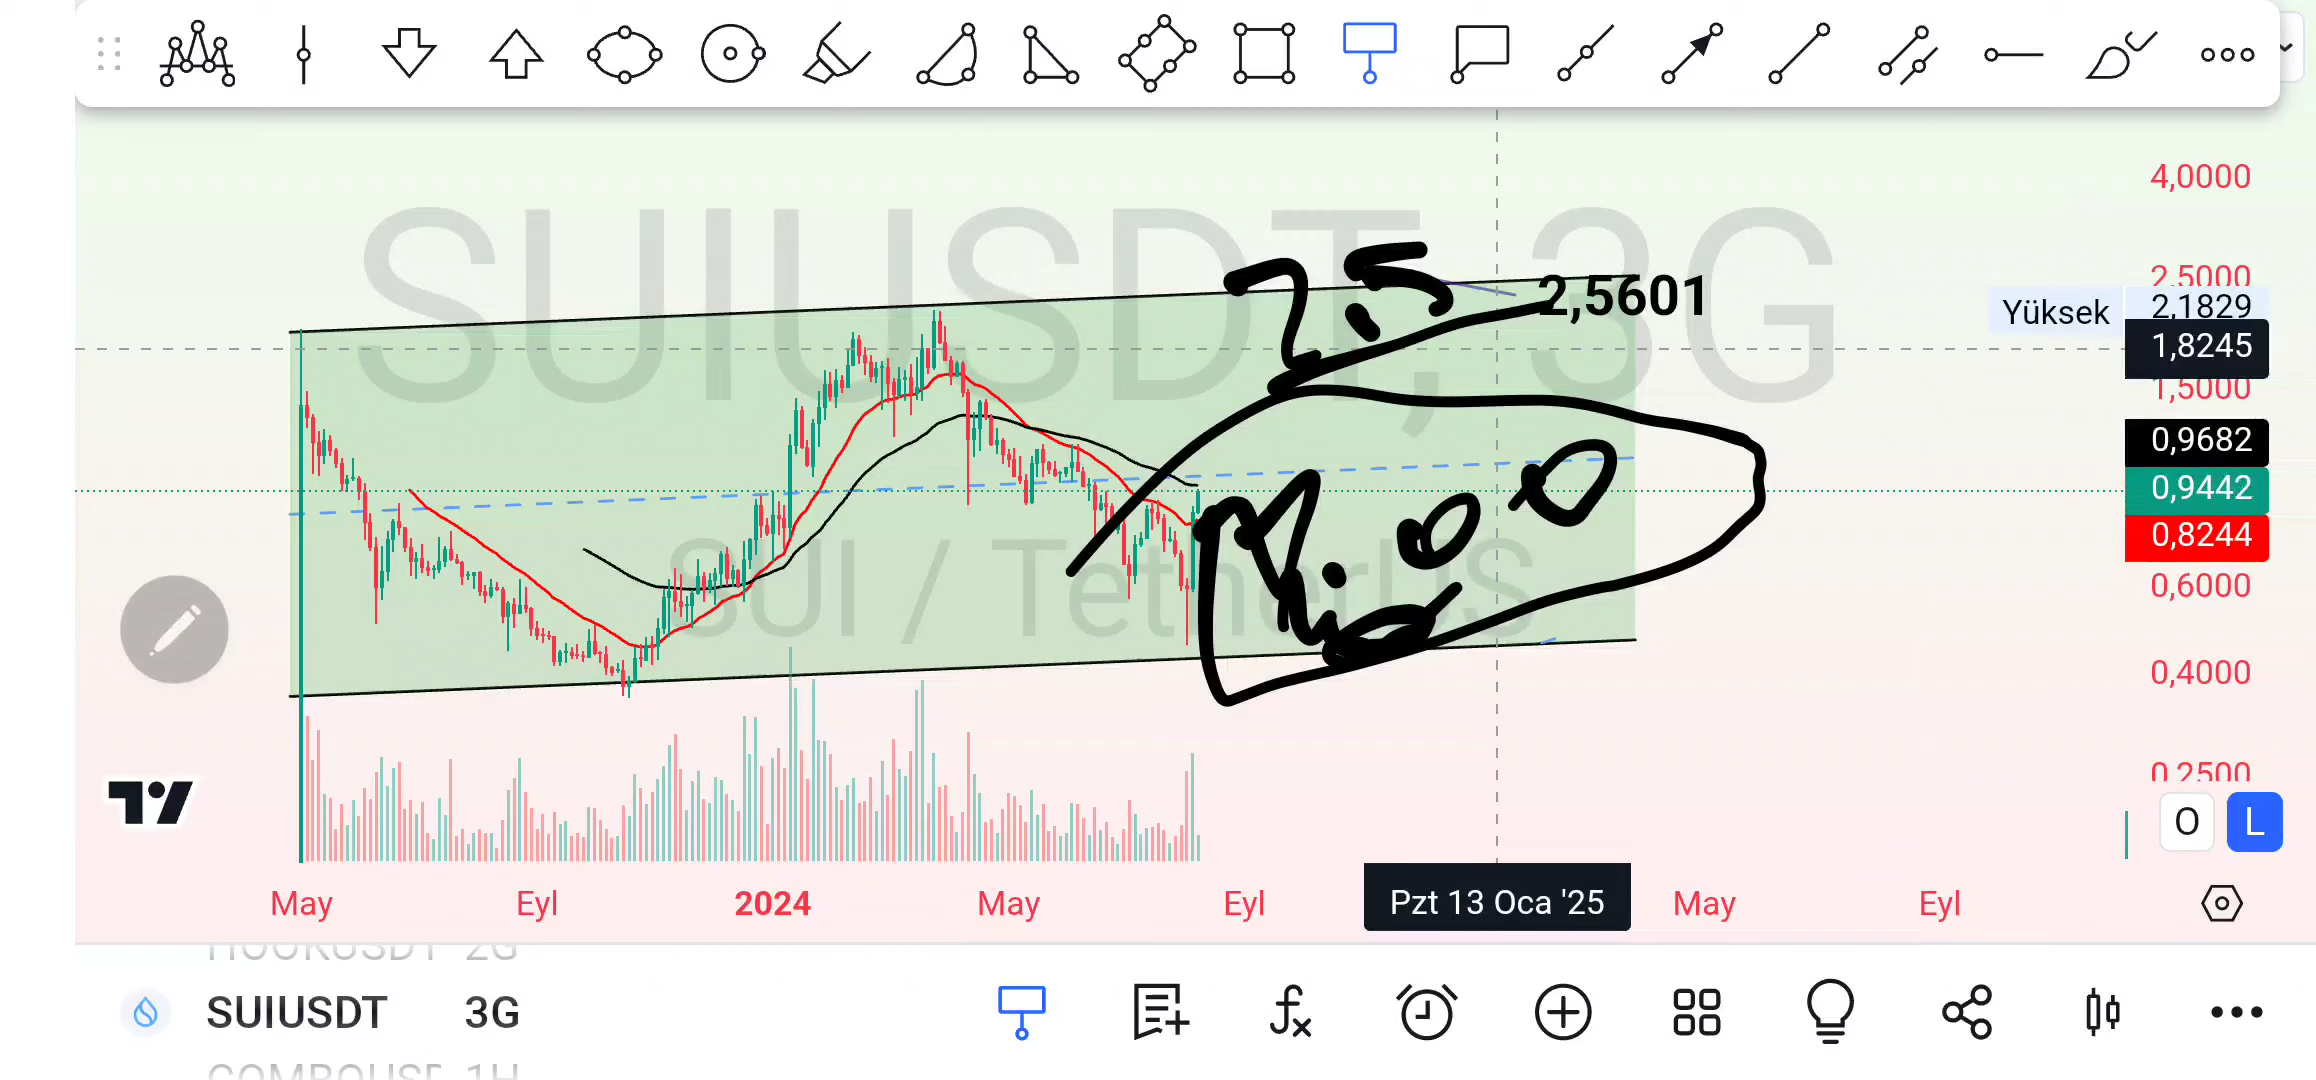 4,0000
SUIUSDT, 3G
2,5000
2,5601
Yüksek 2,1829
1,8245
1,5000
0,9682
0,9442
0,8244
SUI / TetherUS
0,6000
0,4000
0,2500
O L
May Eyl 2024 May Eyl Pzt 13 Oca '25 May Eyl
HOOKUSDT 2G
SUIUSDT 3G